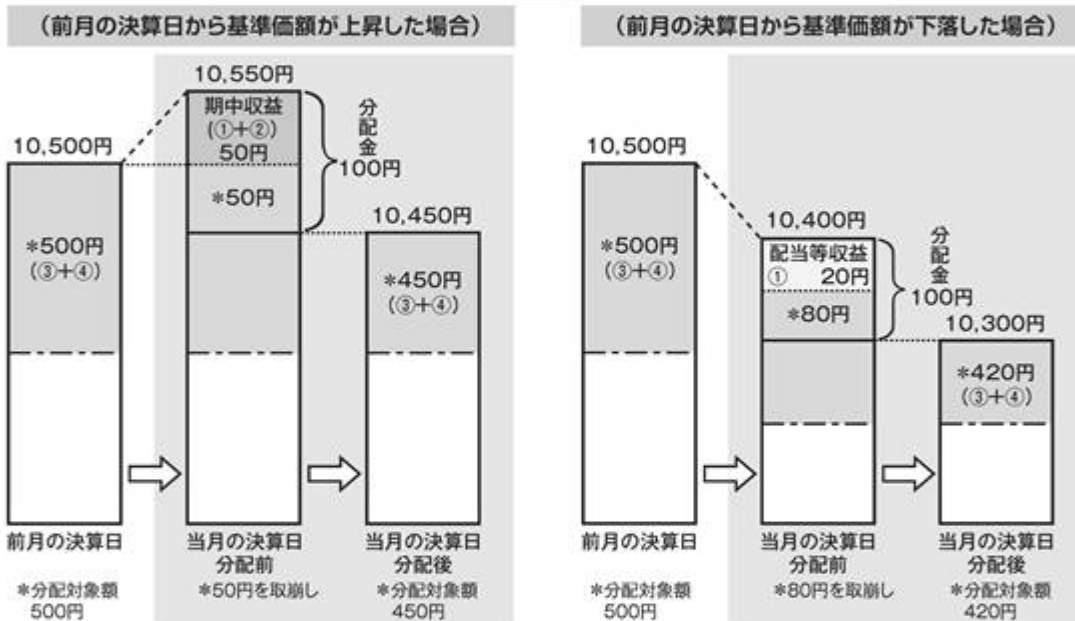 （前月の決算日から基準価額が上昇した場合）
10,550円
期中収益
(①＋②)
50円
分配金
100円
10,500円
＊50円
＊500円
(③＋④)
10,450円
＊450円
(③＋④)
前月の決算日
当月の決算日
分配前
当月の決算日
分配後
＊分配対象額
500円
＊50円を取崩し
＊分配対象額
450円
（前月の決算日から基準価額が下落した場合）
10,500円
＊500円
(③＋④)
10,400円
配当等収益
① 20円
＊80円
分配金
100円
10,300円
＊420円
(③＋④)
前月の決算日
当月の決算日
分配前
当月の決算日
分配後
＊分配対象額
500円
＊80円を取崩し
＊分配対象額
420円